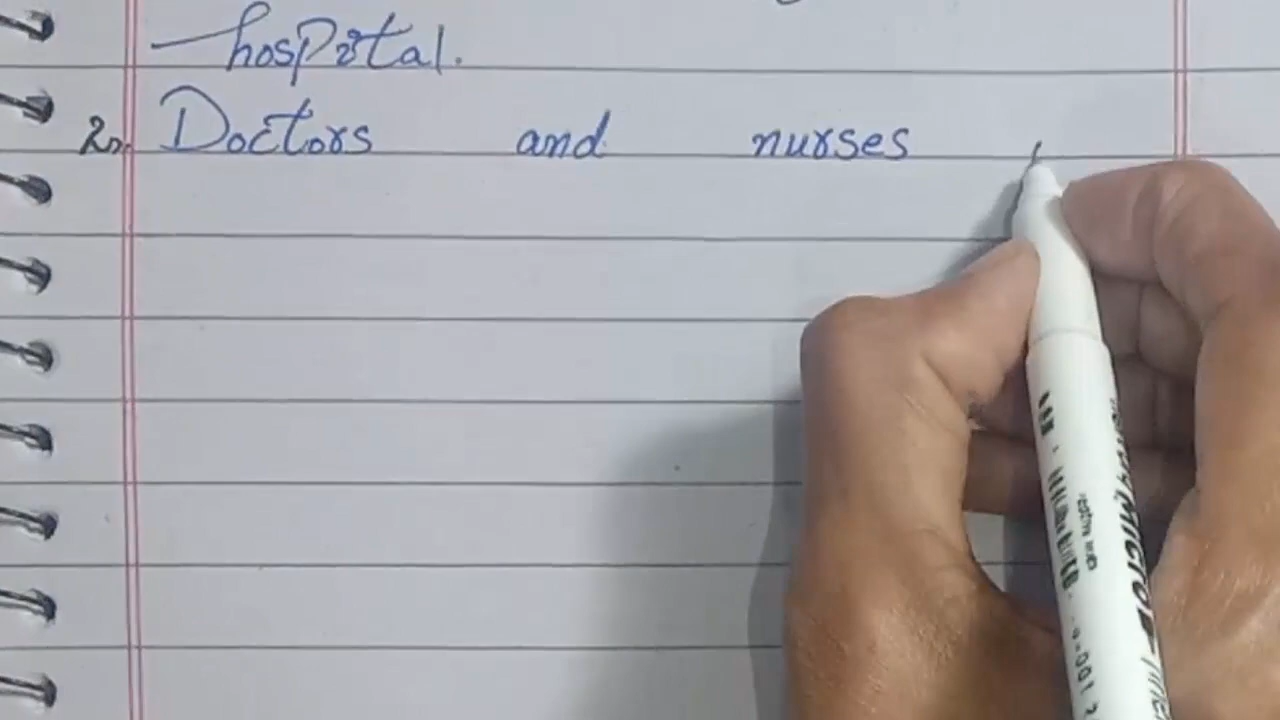 hospital.
2. Doctors and nurses